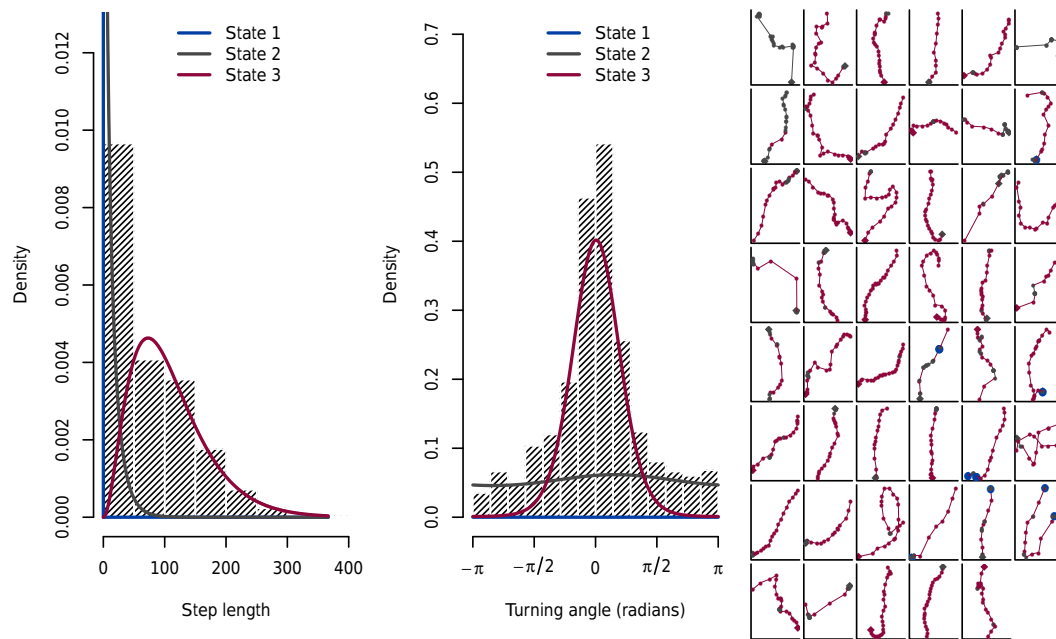 State 1
State 2
State 3
Density
0.012
0.010
0.008
0.006
0.004
0.002
0.000
0 100 200 300 400
Step length
State 1
State 2
State 3
Density
0.7
0.6
0.5
0.4
0.3
0.2
0.1
0.0
−π −π/2 0 π/2 π
Turning angle (radians)